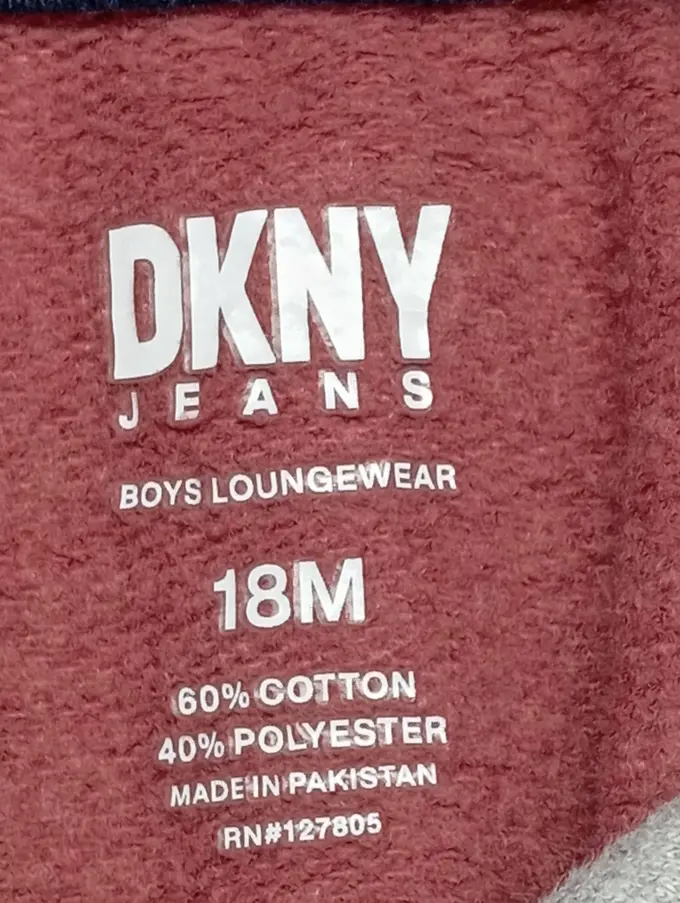 DKNY
JEANS
BOYS LOUNGEWEAR
18M
60% COTTON
40% POLYESTER
MADE IN PAKISTAN
RN#127805